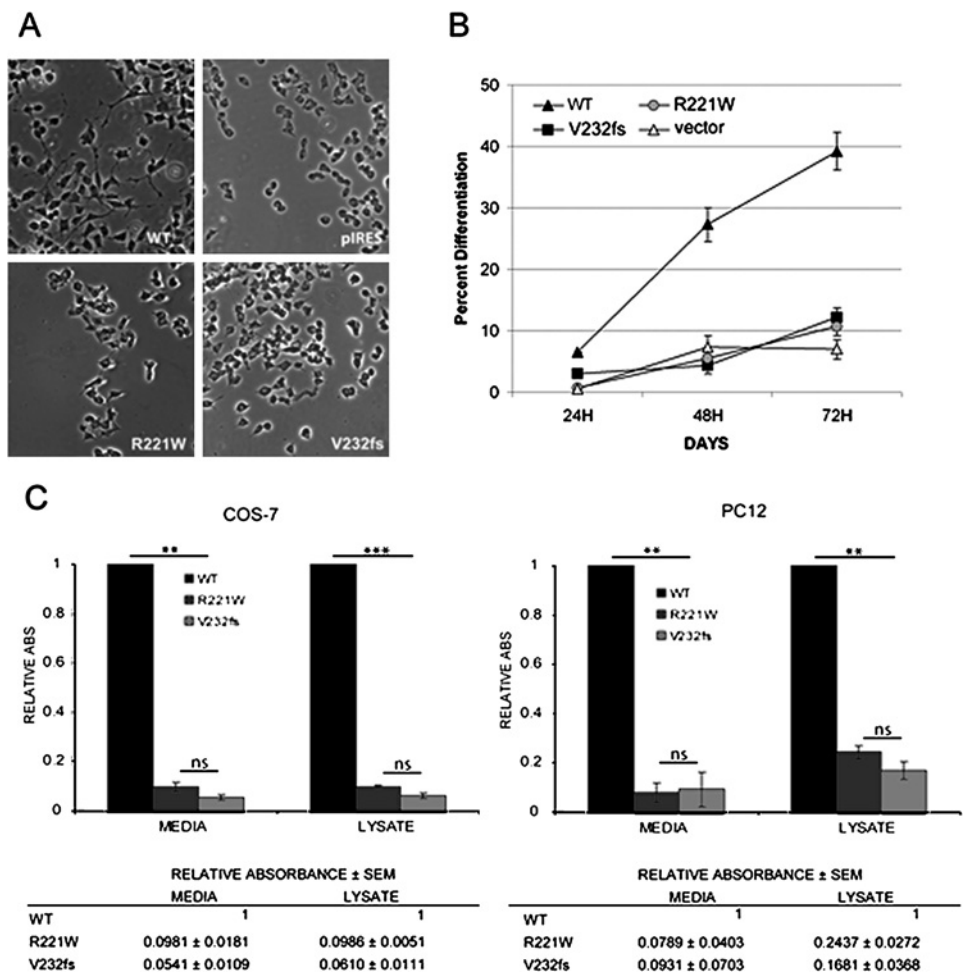 A
WT
pIRES
R221W
V232fs
B
50
40
30
20
10
0
Percent Differentiation
WT
R221W
V232fs
vector
24H
48H
72H
DAYS
C
COS-7
1
0.8
0.6
0.4
0.2
0
RELATIVE ABS
**
***
WT
R221W
V232fs
ns
ns
MEDIA
LYSATE
RELATIVE ABSORBANCE ± SEM
MEDIA LYSATE
WT 1 1
R221W 0.0981 ± 0.0181 0.0986 ± 0.0051
V232fs 0.0541 ± 0.0109 0.0610 ± 0.0111
PC12
1
0.8
0.6
0.4
0.2
0
RELATIVE ABS
**
**
WT
R221W
V232fs
ns
ns
MEDIA
LYSATE
RELATIVE ABSORBANCE ± SEM
MEDIA LYSATE
WT 1 1
R221W 0.0789 ± 0.0403 0.2437 ± 0.0272
V232fs 0.0931 ± 0.0703 0.1681 ± 0.0368